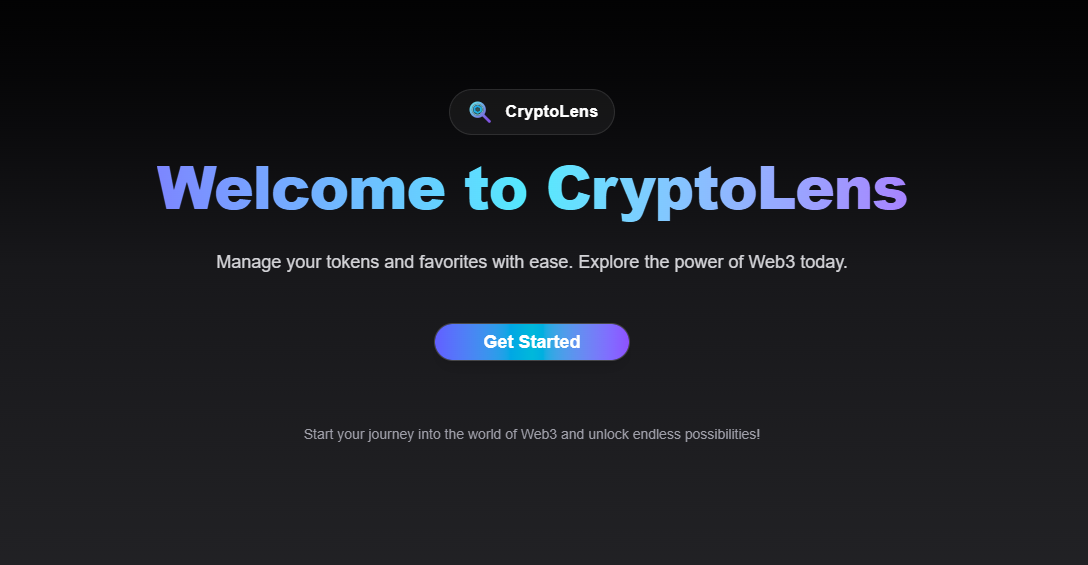 CryptoLens
Welcome to CryptoLens
Manage your tokens and favorites with ease. Explore the power of Web3 today.
Get Started
Start your journey into the world of Web3 and unlock endless possibilities!